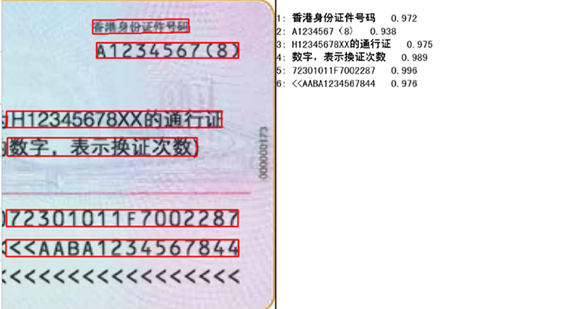 香港身份证件号码
A1234567(8)
H12345678XX的通行证
数字，表示换证次数)
000000173
72301011F7002287
<<AABA1234567844
<<<<<<<<<<<<<<<<<
1: 香港身份证件号码 0.972
2: A1234567（8） 0.938
3: H12345678XX的通行证 0.975
4: 数字，表示换证次数 0.989
5: 72301011F7002287 0.996
6: <<AABA1234567844 0.976